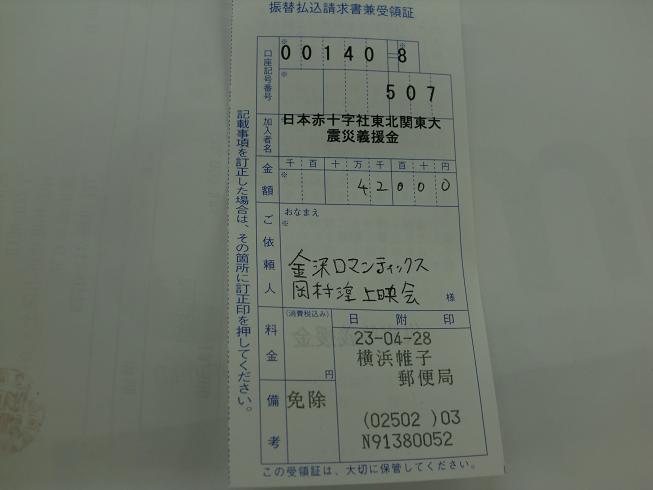 振替払込請求書兼受領証
口座記号番号
※
00140=8
※
507
加入者名
日本赤十字社東北関東大
震災義援金
金額
千百十万千百十円
※
42000
ご依頼人
おなまえ
※
金沢ロマンティックス
岡村淳上映会
様
料金
(消費税込み)
円
日附印
23-04-28
横浜帷子
郵便局
備考
免除
(02502 )03
N91380052
この受領証は、大切に保管してください。
記載事項を訂正した場合は、その箇所に訂正印を押してください。